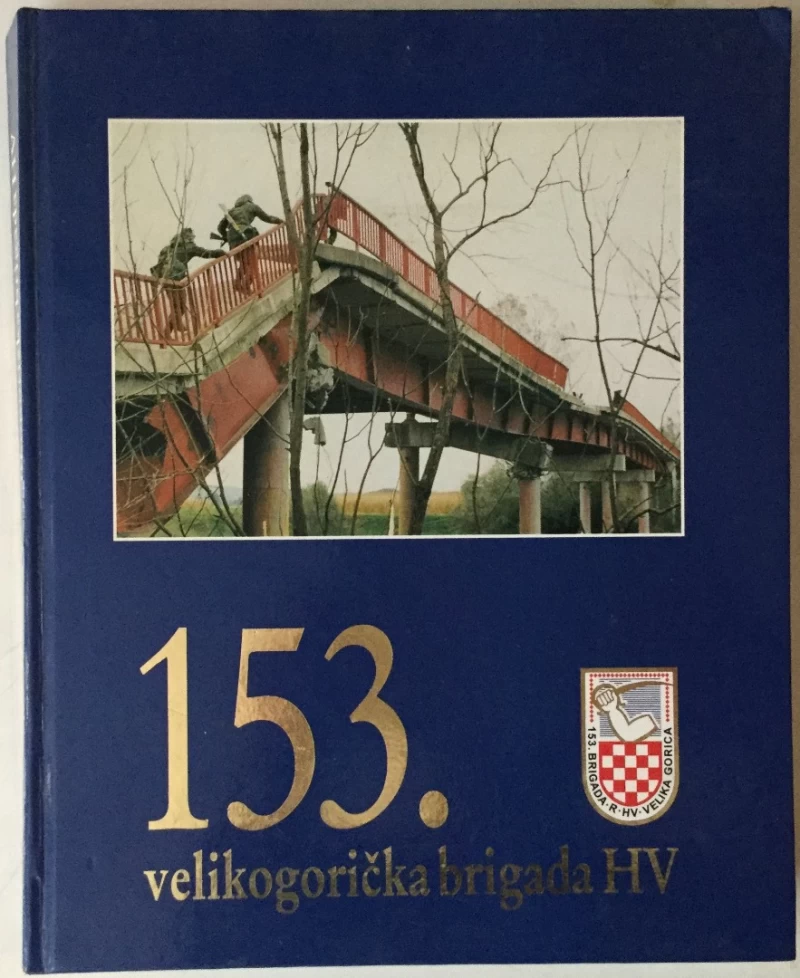 153.
velikogorička brigada HV
153. BRIGADA · R · HV · VELIKA GORICA